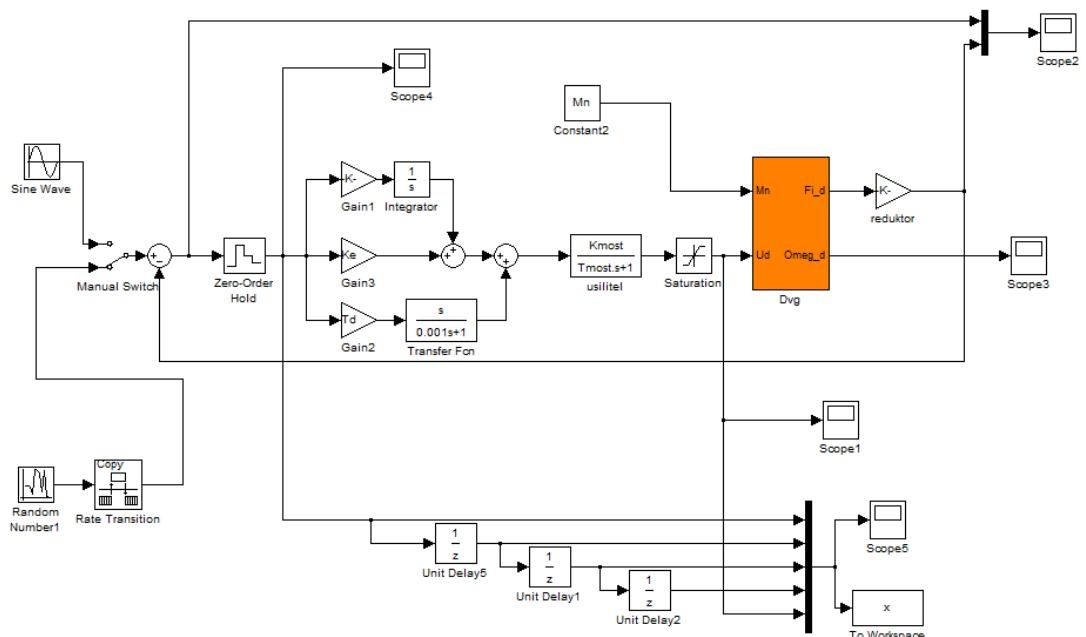 Scope2
Scope4
Mn
Constant2
Sine Wave
-K-
Gain1
1
s
Integrator
Mn
Fi_d
Ud
Omeg_d
Dvg
K-
reduktor
Manual Switch
Zero-Order
Hold
Ke
Gain3
Kmost
Tmost.s+1
usilitel
Saturation
Scope3
Td
Gain2
s
0.001s+1
Transfer Fcn
Scope1
Copy
Random
Number1
Rate Transition
1
z
Unit Delay5
1
z
Unit Delay1
1
z
Unit Delay2
Scope5
x
To Workspace